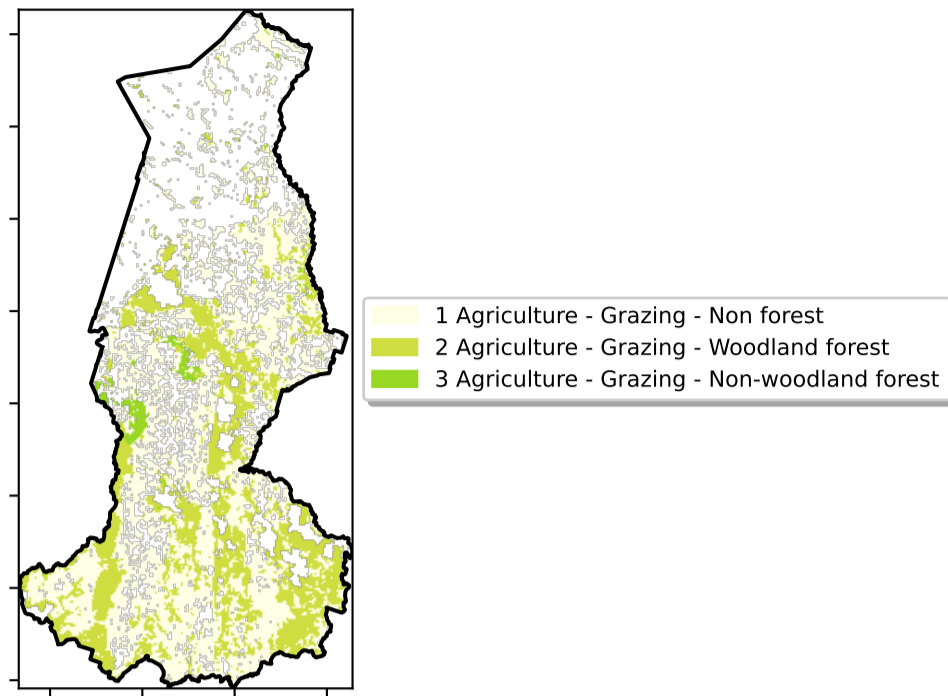 1 Agriculture - Grazing - Non forest
2 Agriculture - Grazing - Woodland forest
3 Agriculture - Grazing - Non-woodland forest